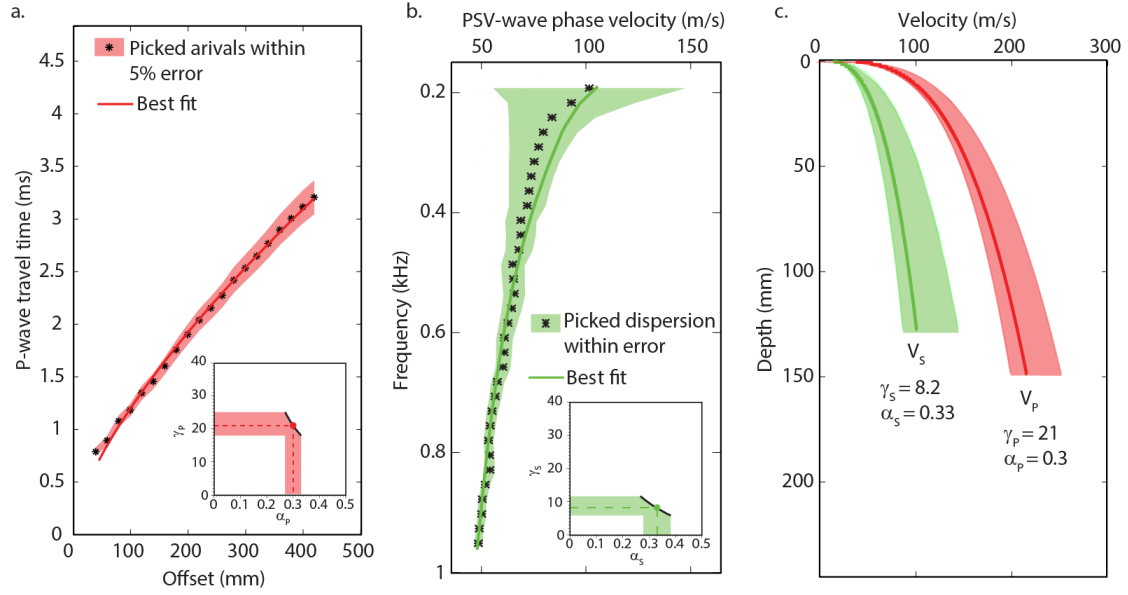 a.
4.5
4
3.5
3
2.5
2
1.5
1
0.5
0
P-wave travel time (ms)
Picked arivals within
5% error
Best fit
40
30
20
10
0
γP
0 0.1 0.2 0.3 0.4 0.5
αP
0 100 200 300 400 500
Offset (mm)
b.
PSV-wave phase velocity (m/s)
50 100 150
0.2
0.4
0.6
0.8
1
Frequency (kHz)
Picked dispersion
within error
Best fit
40
30
20
10
0
γS
0 0.1 0.2 0.3 0.4 0.5
αS
c.
Velocity (m/s)
0 100 200 300
0
50
100
150
200
Depth (mm)
VS
γS = 8.2
αS = 0.33
VP
γP = 21
αP = 0.3